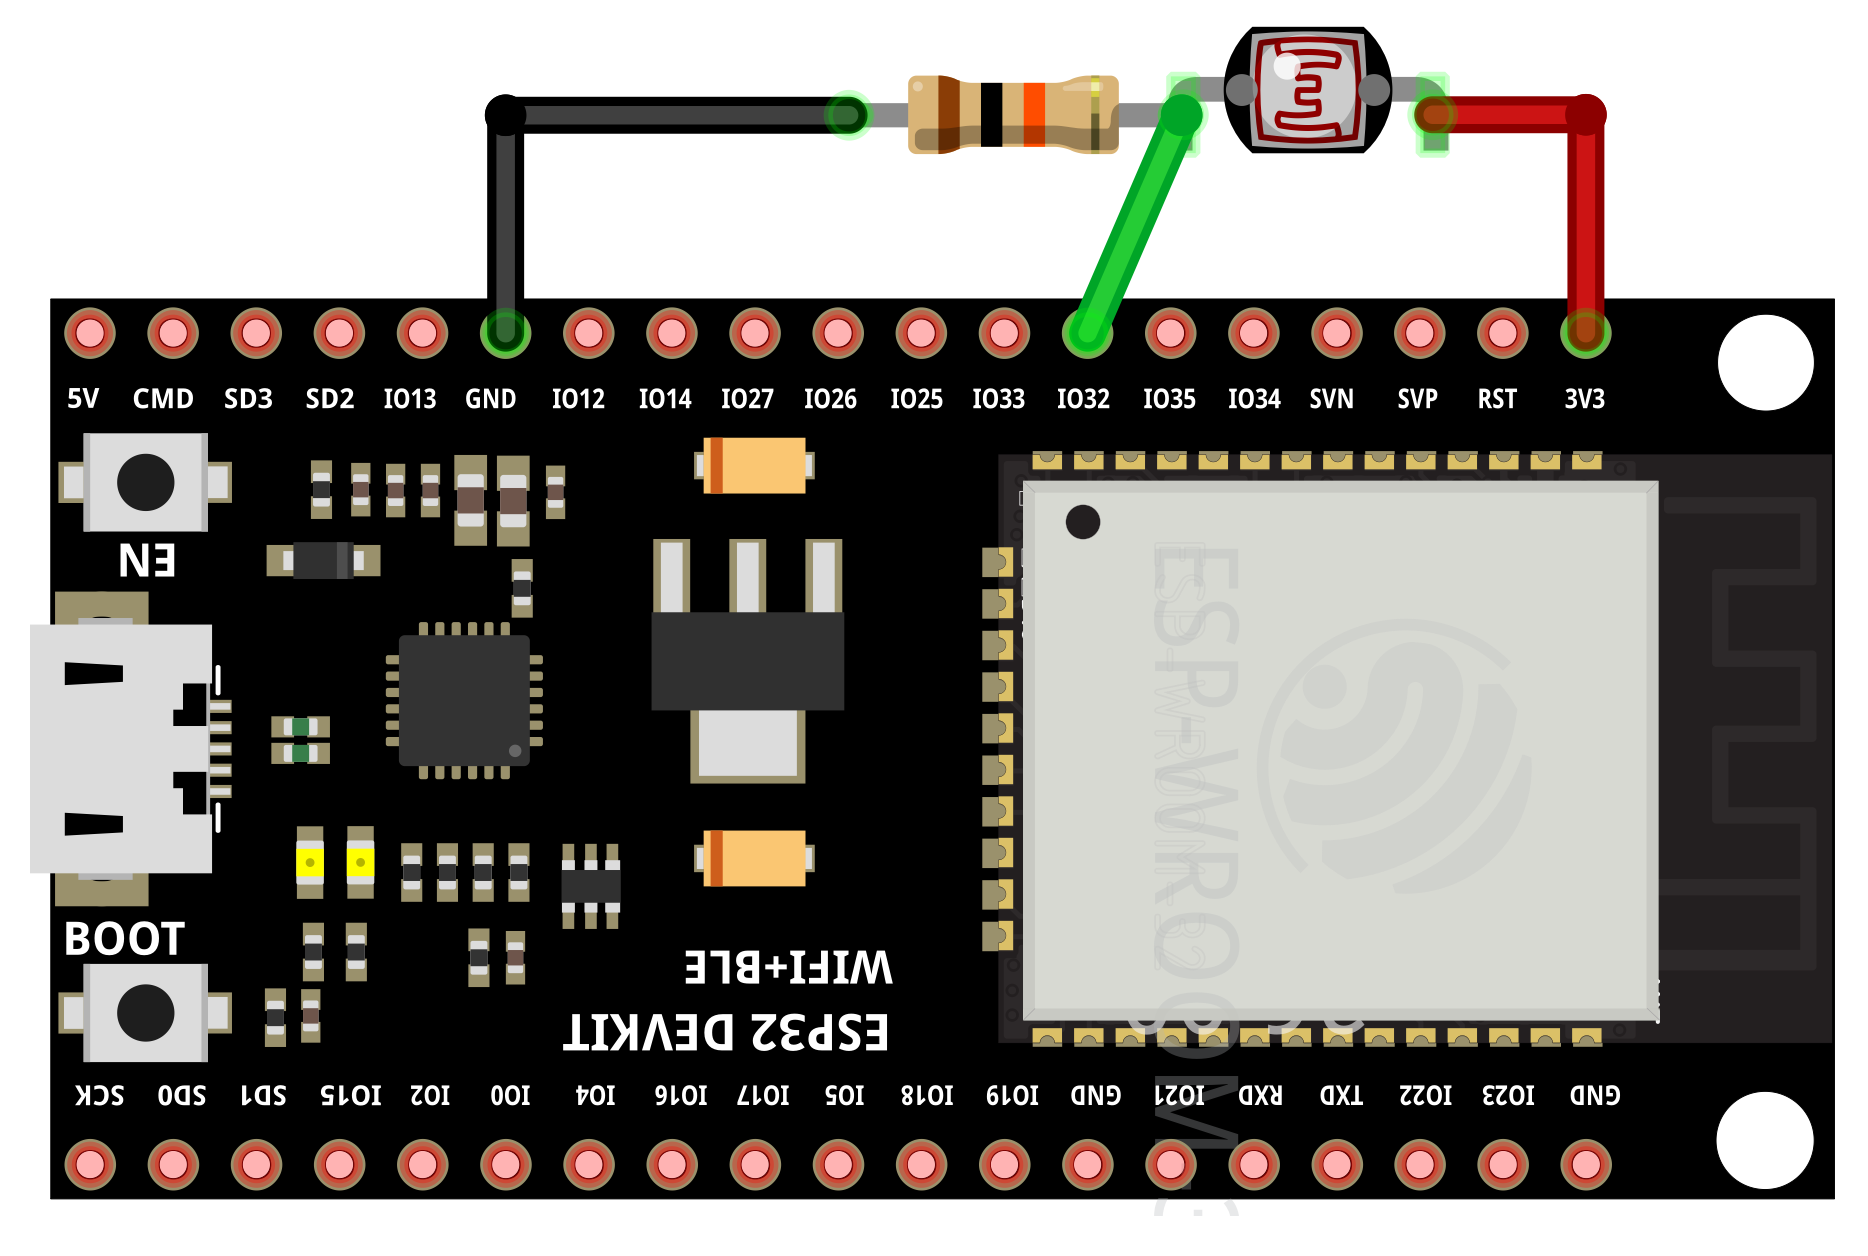 5V CMD SD3 SD2 IO13 GND IO12 IO14 IO27 IO26 IO25 IO33 IO32 IO35 IO34 SVN SVP RST 3V3
EN
ESP-WROOM-3
BOOT
WIFI+BLE
ESP32 DEVKIT
SCK SD0 SD1 IO15 IO2 IO0 IO4 IO16 IO17 IO5 IO18 IO19 GND IO21 RXD TXD IO22 IO23 GND